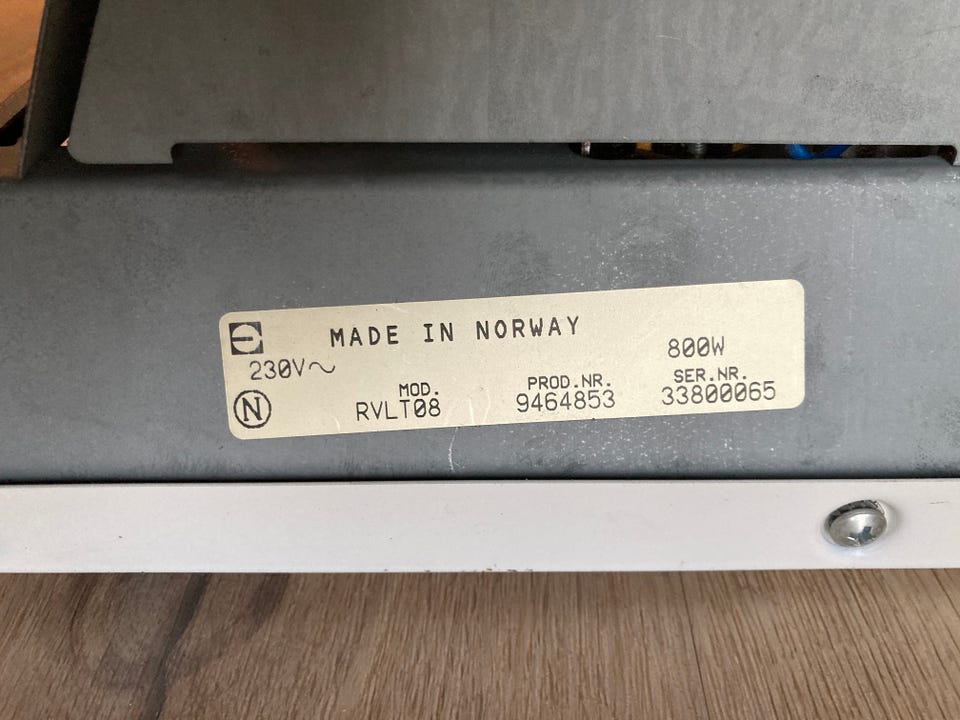 MADE IN NORWAY
230V~ 800W
MOD. PROD.NR. SER.NR.
N RVLT08 9464853 33800065